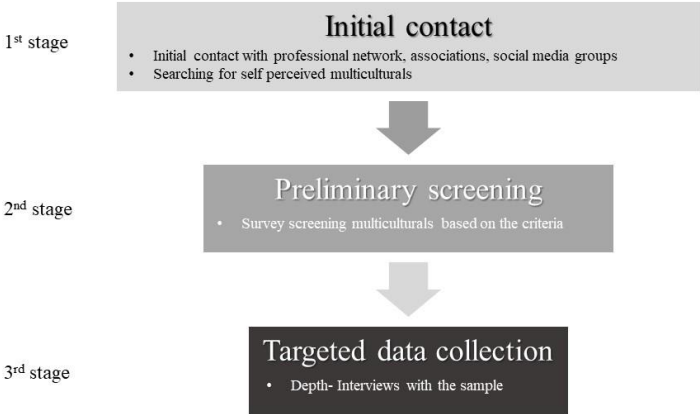 Initial contact
1st stage
• Initial contact with professional network, associations, social media groups
• Searching for self perceived multiculturals
Preliminary screening
2nd stage
• Survey screening multiculturals based on the criteria
Targeted data collection
3rd stage
• Depth- Interviews with the sample